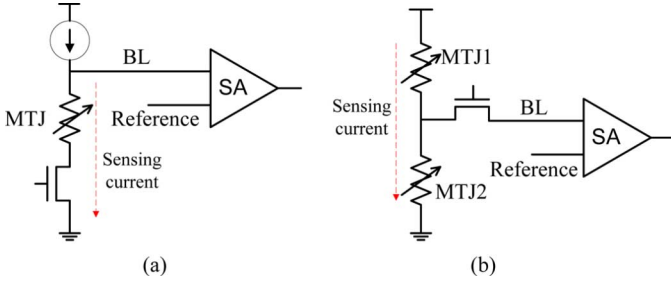 BL
SA
MTJ
Reference
Sensing
current
(a)
MTJ1
Sensing
current
BL
SA
Reference
MTJ2
(b)